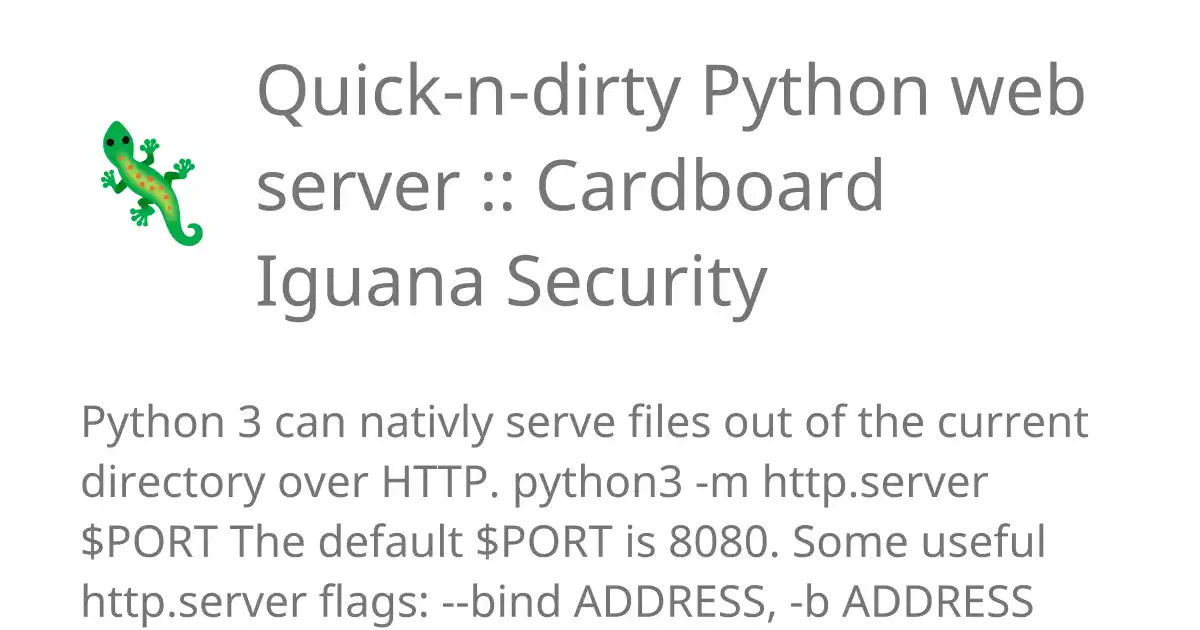 Quick-n-dirty Python web
server :: Cardboard
Iguana Security
Python 3 can nativly serve files out of the current
directory over HTTP. python3 -m http.server
$PORT The default $PORT is 8080. Some useful
http.server flags: --bind ADDRESS, -b ADDRESS